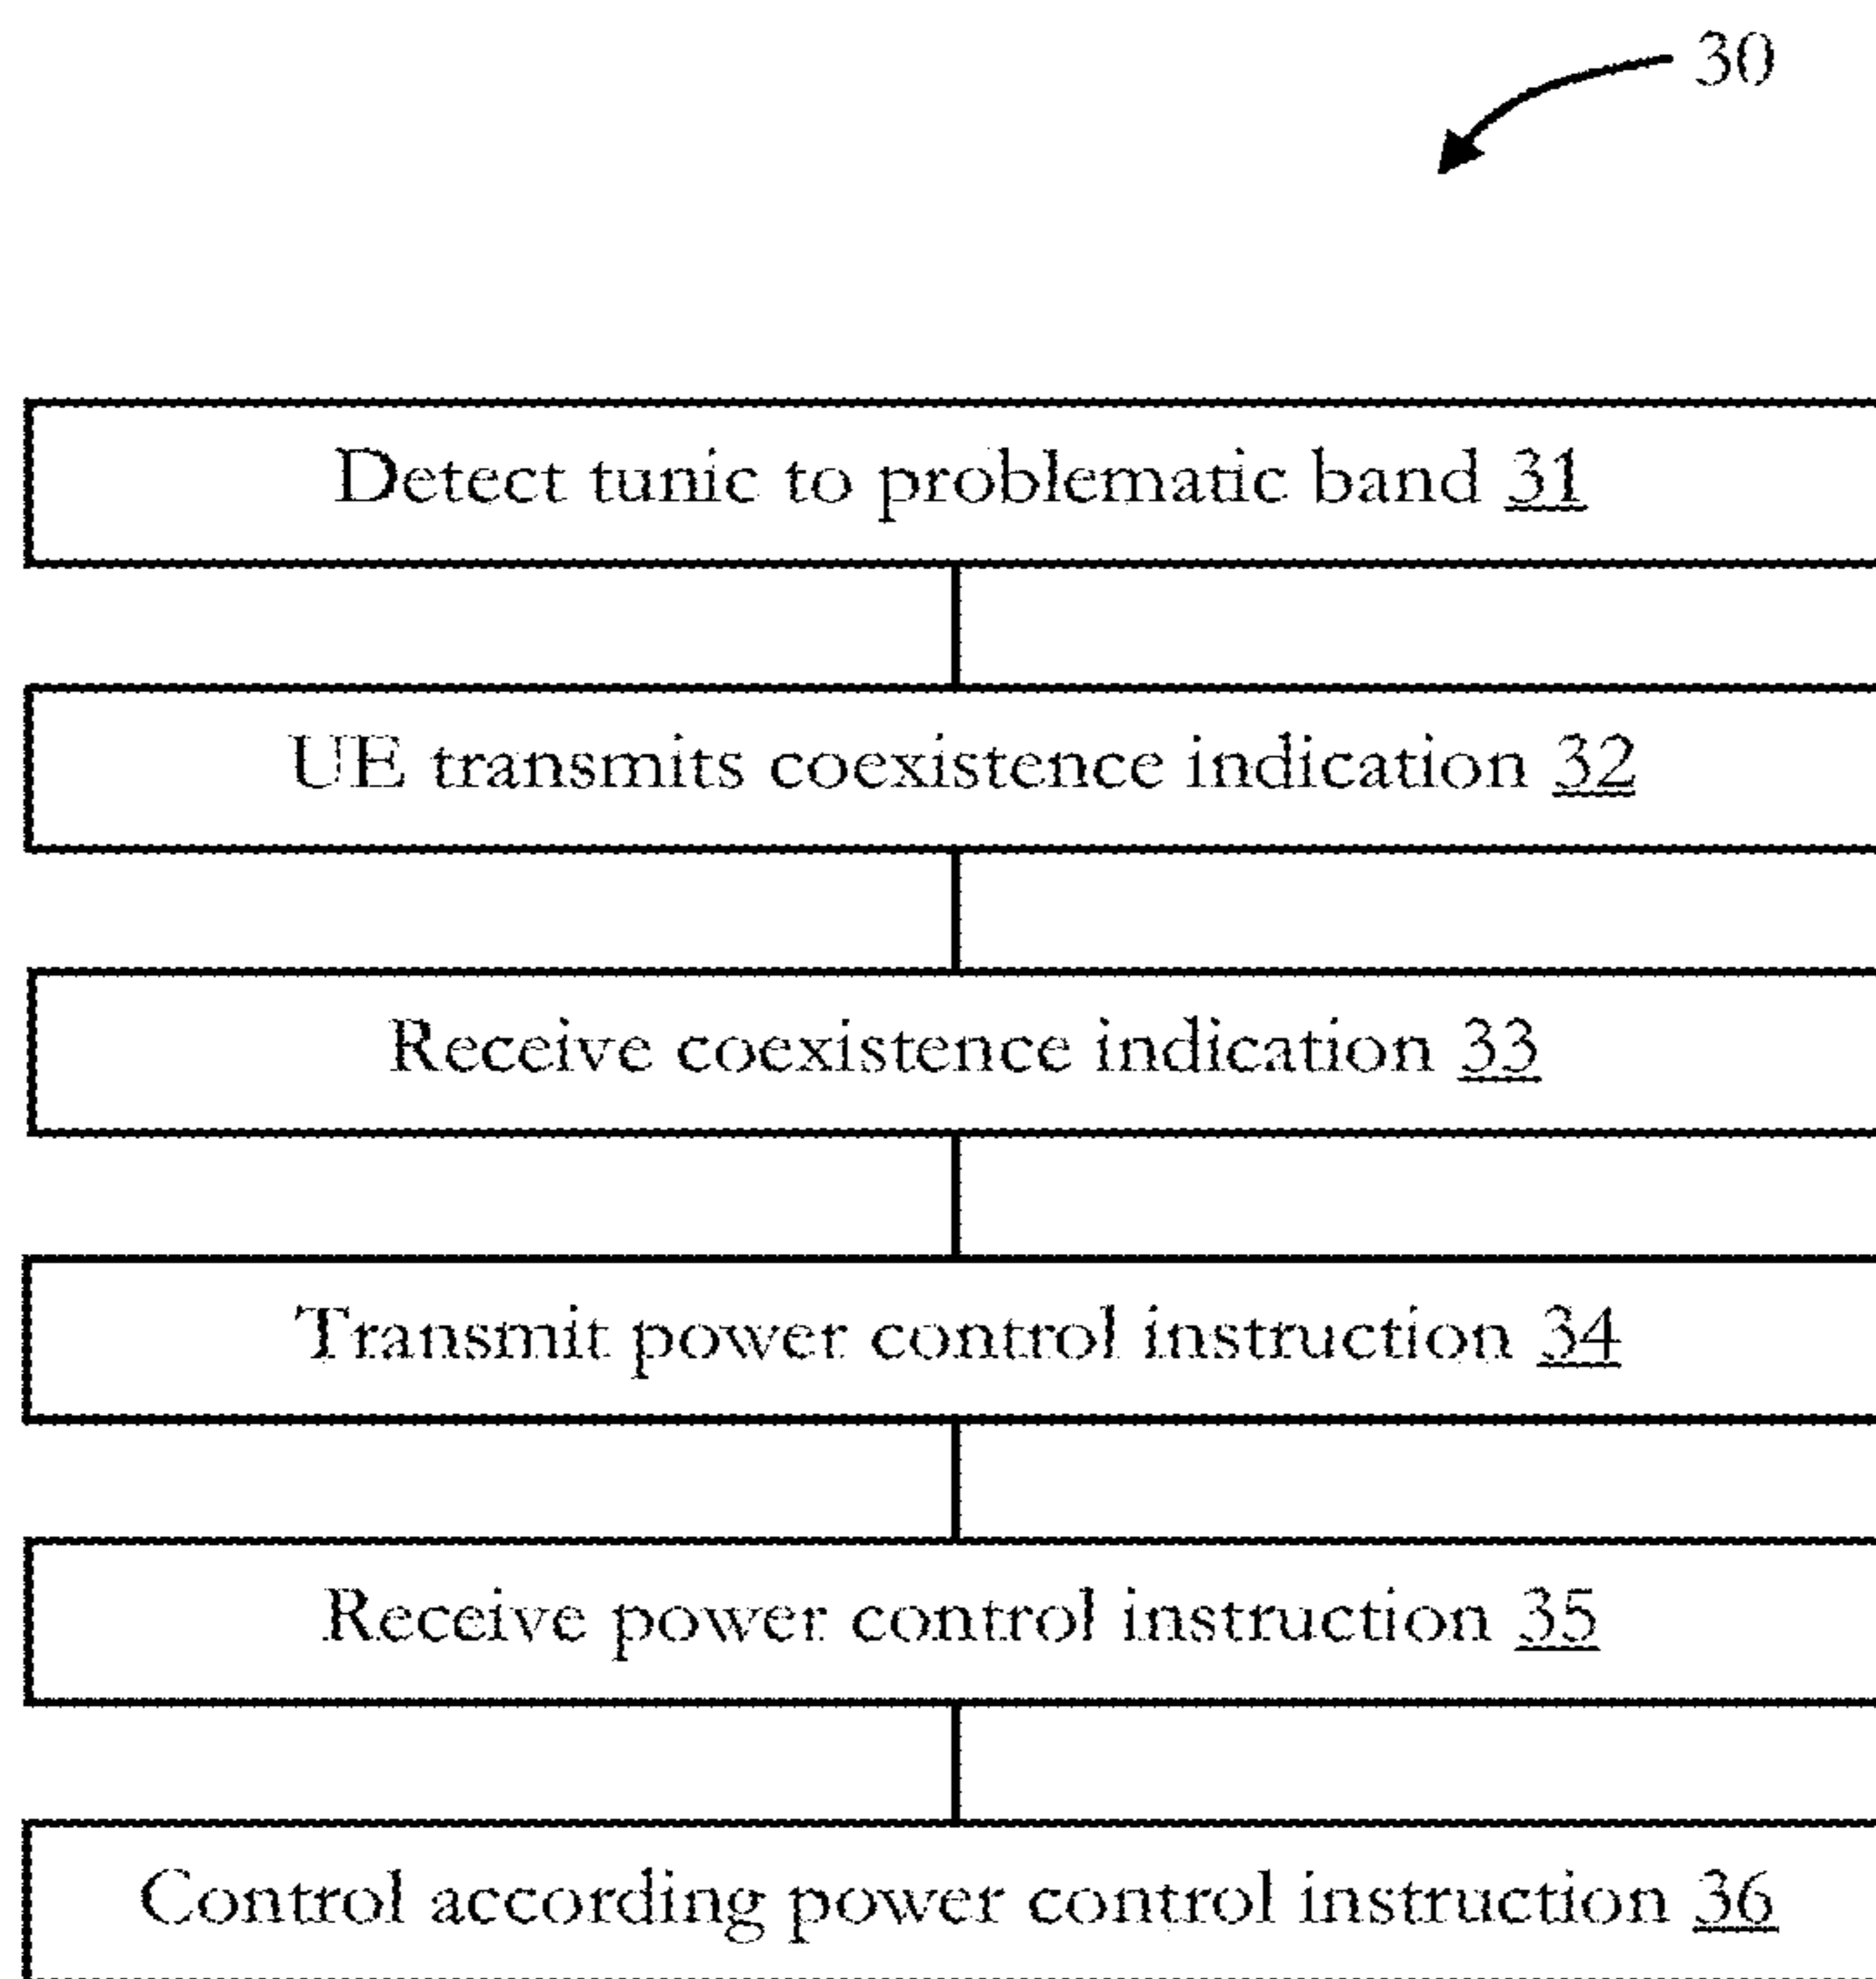 30
Detect tunic to problematic band 31
UE transmits coexistence indication 32
Receive coexistence indication 33
Transmit power control instruction 34
Receive power control instruction 35
Control according power control instruction 36